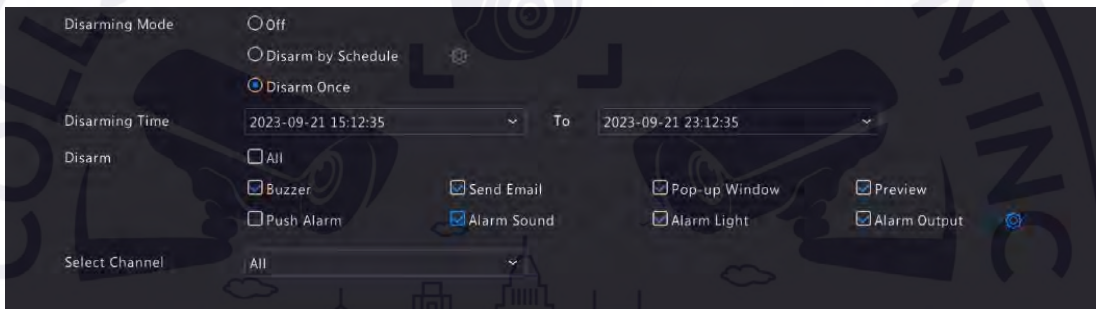 Disarming Mode Off
Disarm by Schedule
Disarm Once
Disarming Time 2023-09-21 15:12:35 To 2023-09-21 23:12:35
Disarm All
Buzzer Send Email Pop-up Window Preview
Push Alarm Alarm Sound Alarm Light Alarm Output
Select Channel All
COLL
N, INC